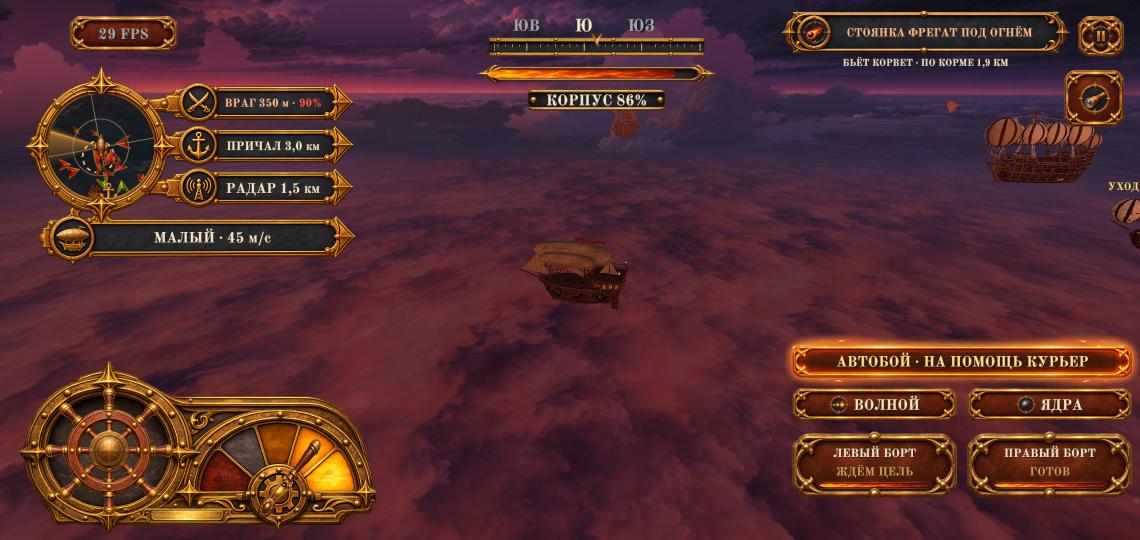 29 FPS
ЮВ Ю ЮЗ
СТОЯНКА ФРЕГАТ ПОД ОГНЁМ
БЬЁТ КОРВЕТ · ПО КОРМЕ 1,9 КМ
КОРПУС 86%
ВРАГ 350 м · 90%
ПРИЧАЛ 3,0 км
РАДАР 1,5 км
МАЛЫЙ · 45 м/с
УХОД
АВТОБОЙ · НА ПОМОЩЬ КУРЬЕР
ВОЛНОЙ
ЯДРА
ЛЕВЫЙ БОРТ
ЖДЁМ ЦЕЛЬ
ПРАВЫЙ БОРТ
ГОТОВ